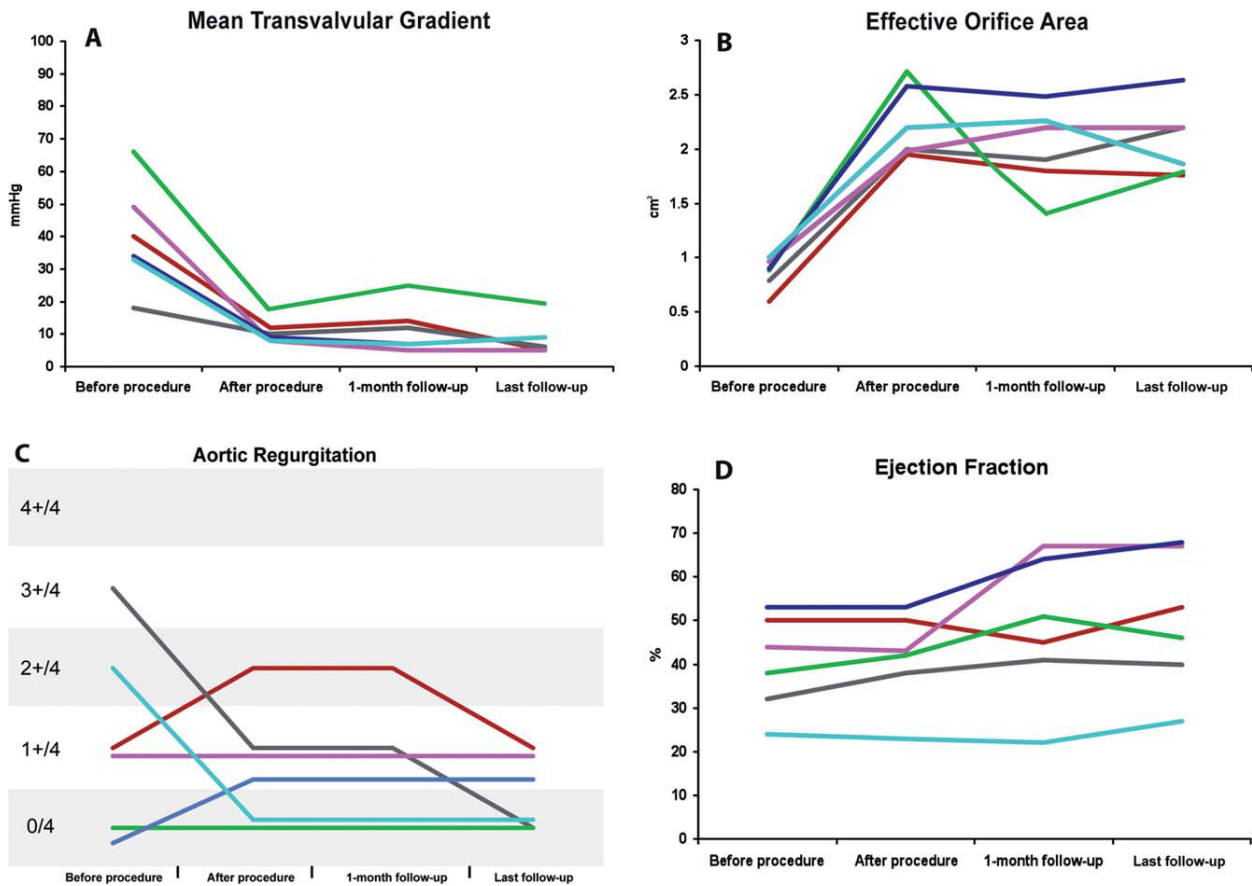 A
Mean Transvalvular Gradient
100
90
80
70
60
50
40
30
20
10
0
mmHg
Before procedure After procedure 1-month follow-up Last follow-up
B
Effective Orifice Area
3
2.5
2
1.5
1
0.5
0
cm²
Before procedure After procedure 1-month follow-up Last follow-up
C
Aortic Regurgitation
4+/4
3+/4
2+/4
1+/4
0/4
Before procedure After procedure 1-month follow-up Last follow-up
D
Ejection Fraction
80
70
60
50
40
30
20
10
0
%
Before procedure After procedure 1-month follow-up Last follow-up